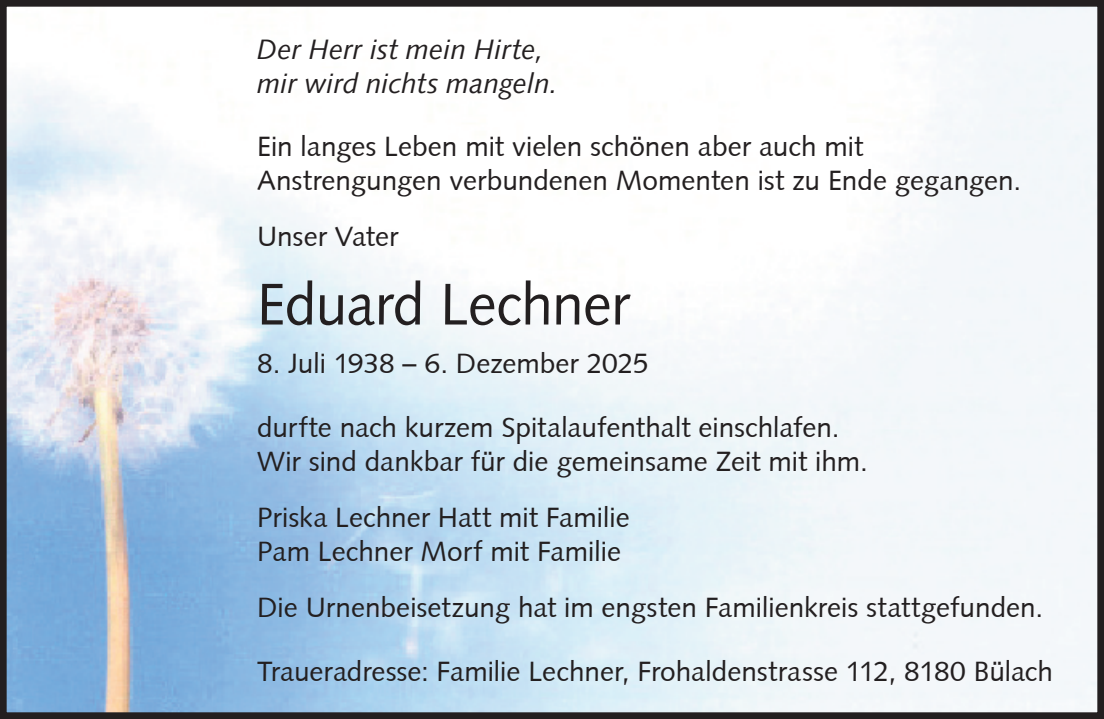 Der Herr ist mein Hirte,
mir wird nichts mangeln.
Ein langes Leben mit vielen schönen aber auch mit
Anstrengungen verbundenen Momenten ist zu Ende gegangen.
Unser Vater
Eduard Lechner
8. Juli 1938 – 6. Dezember 2025
durfte nach kurzem Spitalaufenthalt einschlafen.
Wir sind dankbar für die gemeinsame Zeit mit ihm.
Priska Lechner Hatt mit Familie
Pam Lechner Morf mit Familie
Die Urnenbeisetzung hat im engsten Familienkreis stattgefunden.
Traueradresse: Familie Lechner, Frohaldenstrasse 112, 8180 Bülach